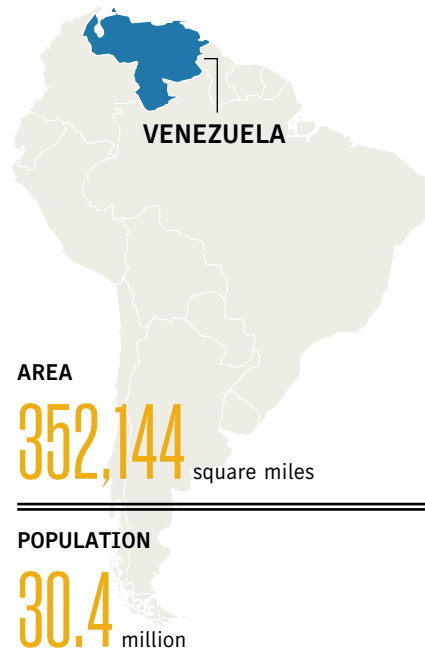 VENEZUELA
AREA
352,144 square miles
POPULATION
30.4 million